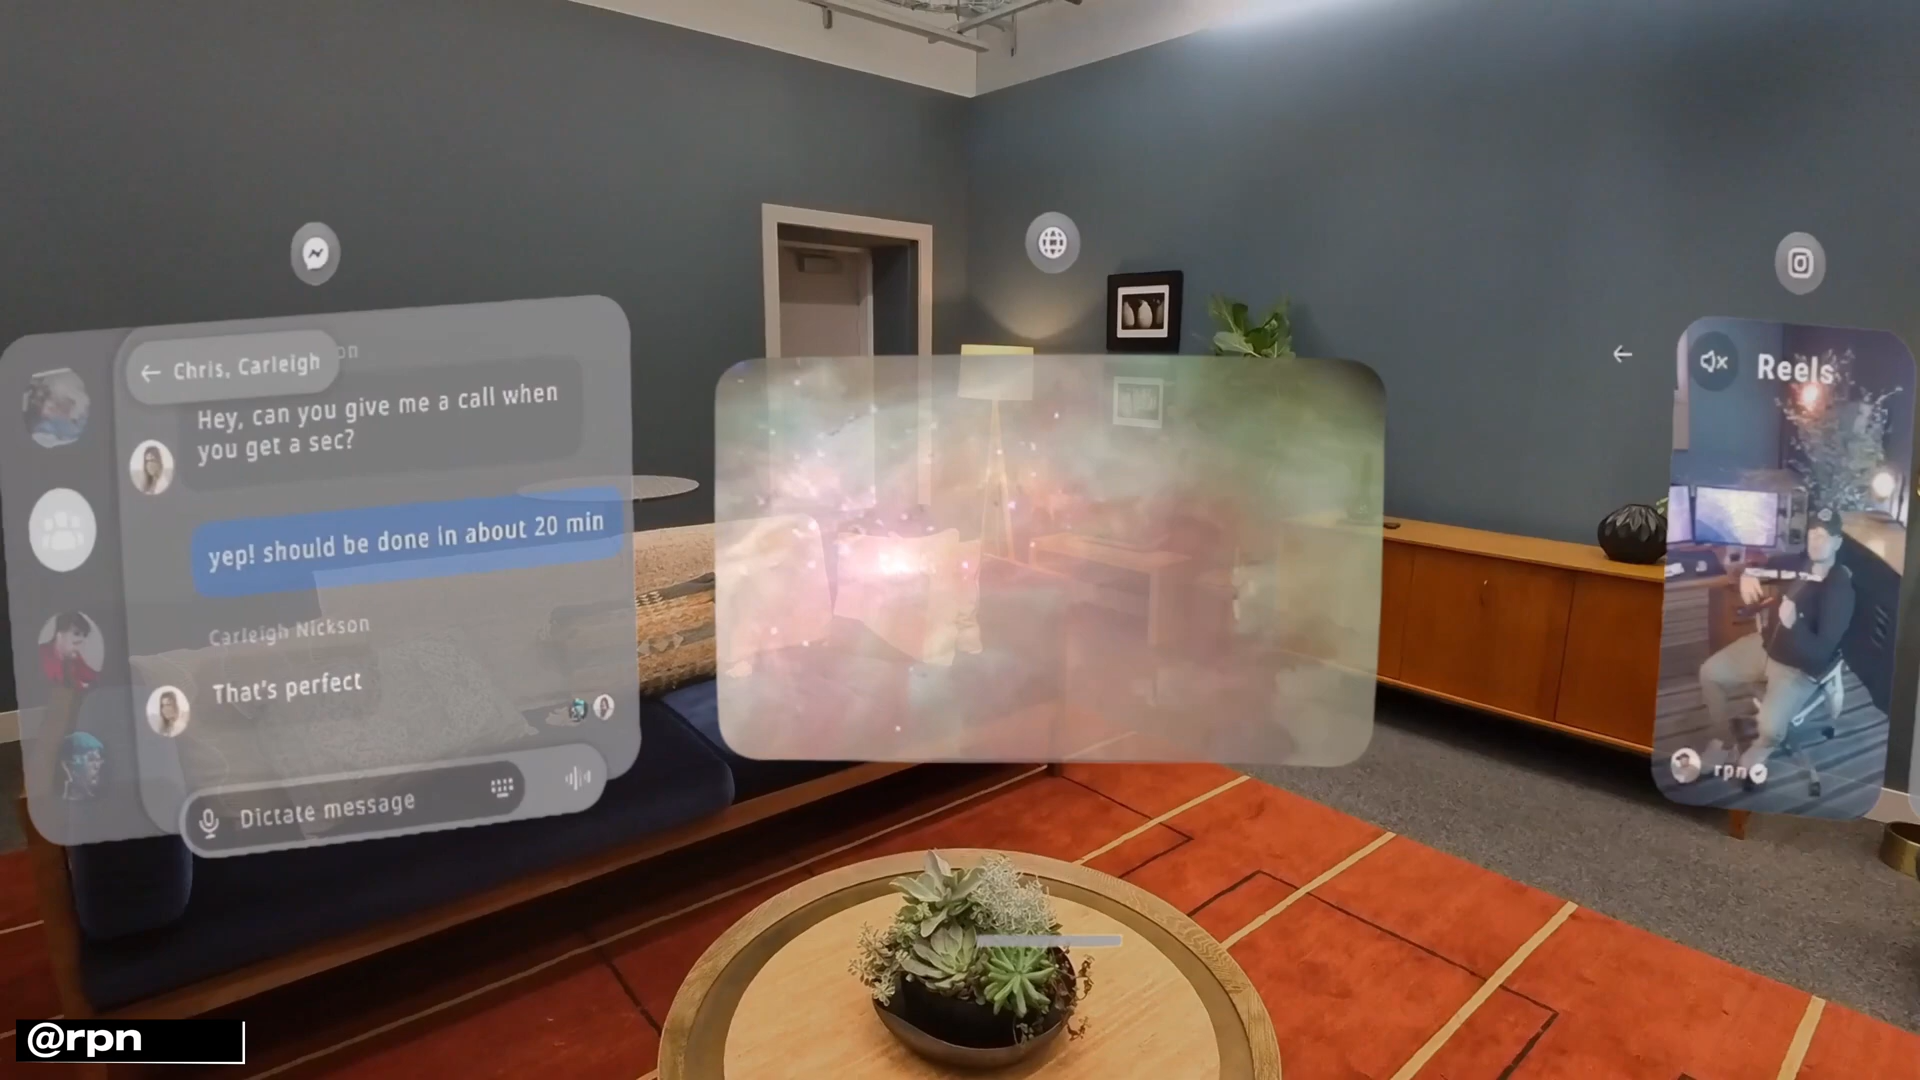 ← Chris, Carleigh
on
Hey, can you give me a call when
you get a sec?
yep! should be done in about 20 min
Carleigh Nickson
That's perfect
Dictate message
Reels
rpn
@rpn